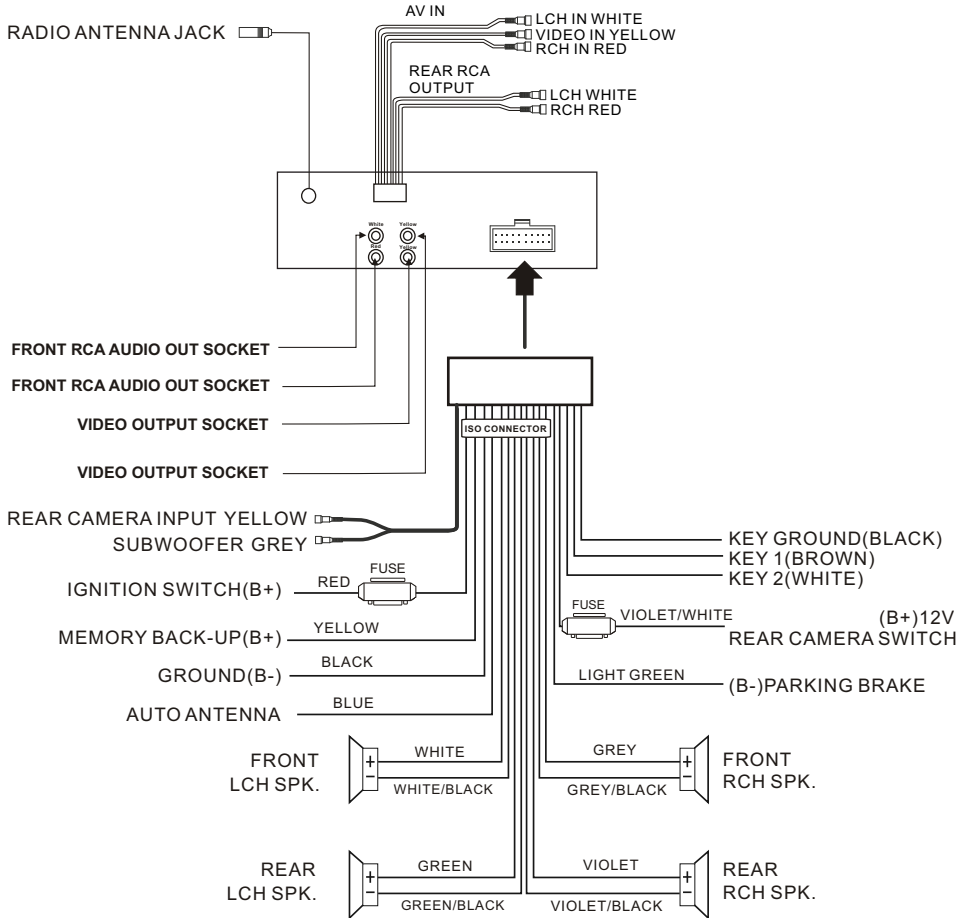 AV IN
LCH IN WHITE
RADIO ANTENNA JACK
VIDEO IN YELLOW
RCH IN RED
REAR RCA
OUTPUT
LCH WHITE
RCH RED
White
Yellow
Red
Yellow
FRONT RCA AUDIO OUT SOCKET
FRONT RCA AUDIO OUT SOCKET
VIDEO OUTPUT SOCKET
ISO CONNECTOR
VIDEO OUTPUT SOCKET
REAR CAMERA INPUT YELLOW
SUBWOOFER GREY
KEY GROUND(BLACK)
KEY 1(BROWN)
KEY 2(WHITE)
IGNITION SWITCH(B+)
RED
FUSE
FUSE
VIOLET/WHITE
(B+)12V
REAR CAMERA SWITCH
MEMORY BACK-UP(B+)
YELLOW
GROUND(B-)
BLACK
LIGHT GREEN
(B-)PARKING BRAKE
AUTO ANTENNA
BLUE
FRONT
LCH SPK.
+
−
WHITE
WHITE/BLACK
GREY
GREY/BLACK
+
−
FRONT
RCH SPK.
REAR
LCH SPK.
+
−
GREEN
GREEN/BLACK
VIOLET
VIOLET/BLACK
+
−
REAR
RCH SPK.